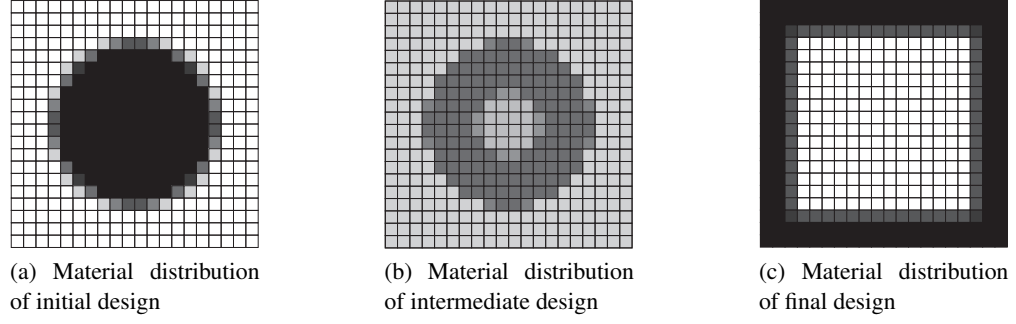 (a) Material distribution
of initial design
(b) Material distribution
of intermediate design
(c) Material distribution
of final design